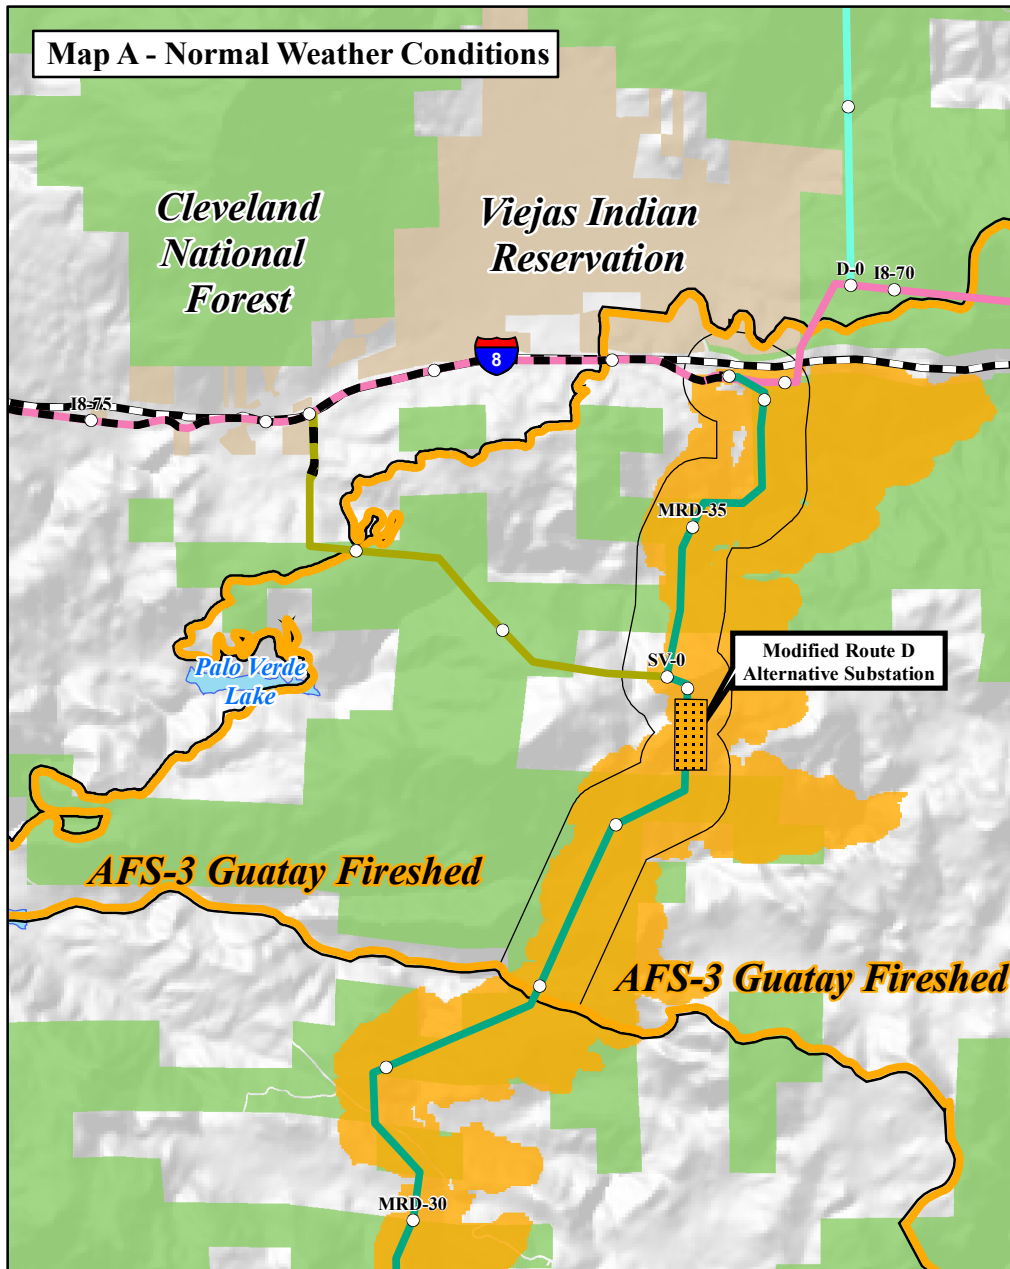 Map A - Normal Weather Conditions
Cleveland
National
Forest
Viejas Indian
Reservation
D-0
I8-70
8
I8-75
MRD-35
SV-0
Modified Route D
Alternative Substation
Palo Verde
Lake
AFS-3 Guatay Fireshed
AFS-3 Guatay Fireshed
MRD-30